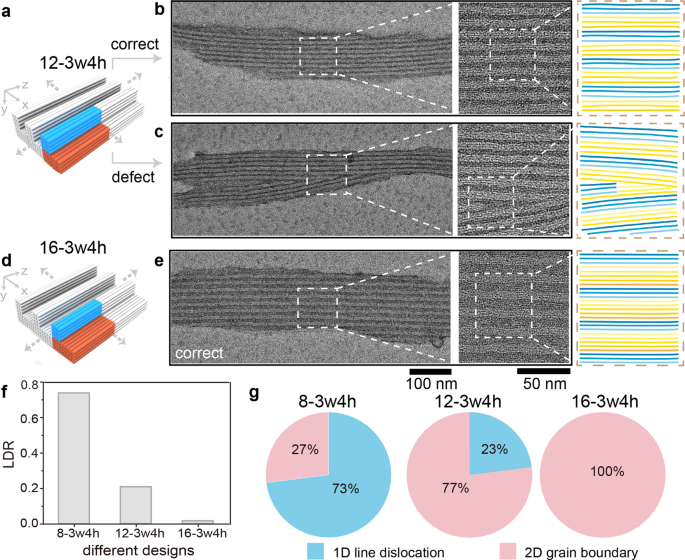 a
12-3w4h
correct
z
x
y
defect
b
c
d
16-3w4h
z
x
y
e
correct
100 nm
50 nm
f
0.8
0.6
0.4
0.2
0.0
LDR
8-3w4h
12-3w4h
16-3w4h
different designs
g
8-3w4h
12-3w4h
16-3w4h
27%
73%
23%
77%
100%
1D line dislocation
2D grain boundary